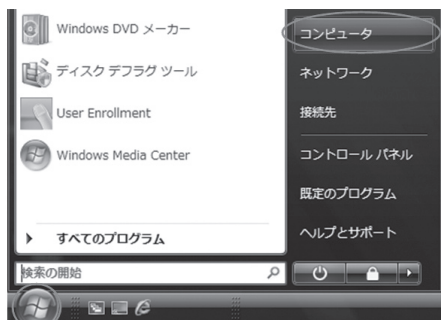 Windows DVD メーカー
ディスク デフラグ ツール
User Enrollment
Windows Media Center
すべてのプログラム
検索の開始
コンピュータ
ネットワーク
接続先
コントロール パネル
既定のプログラム
ヘルプとサポート